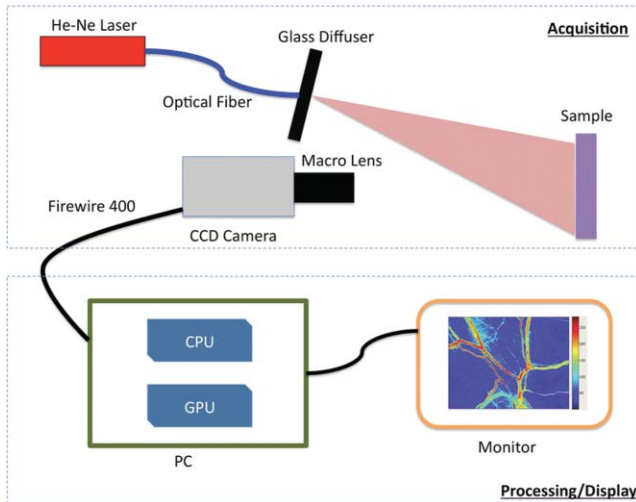 He-Ne Laser
Glass Diffuser
Acquisition
Optical Fiber
Sample
Macro Lens
Firewire 400
CCD Camera
CPU
GPU
PC
Monitor
Processing/Display